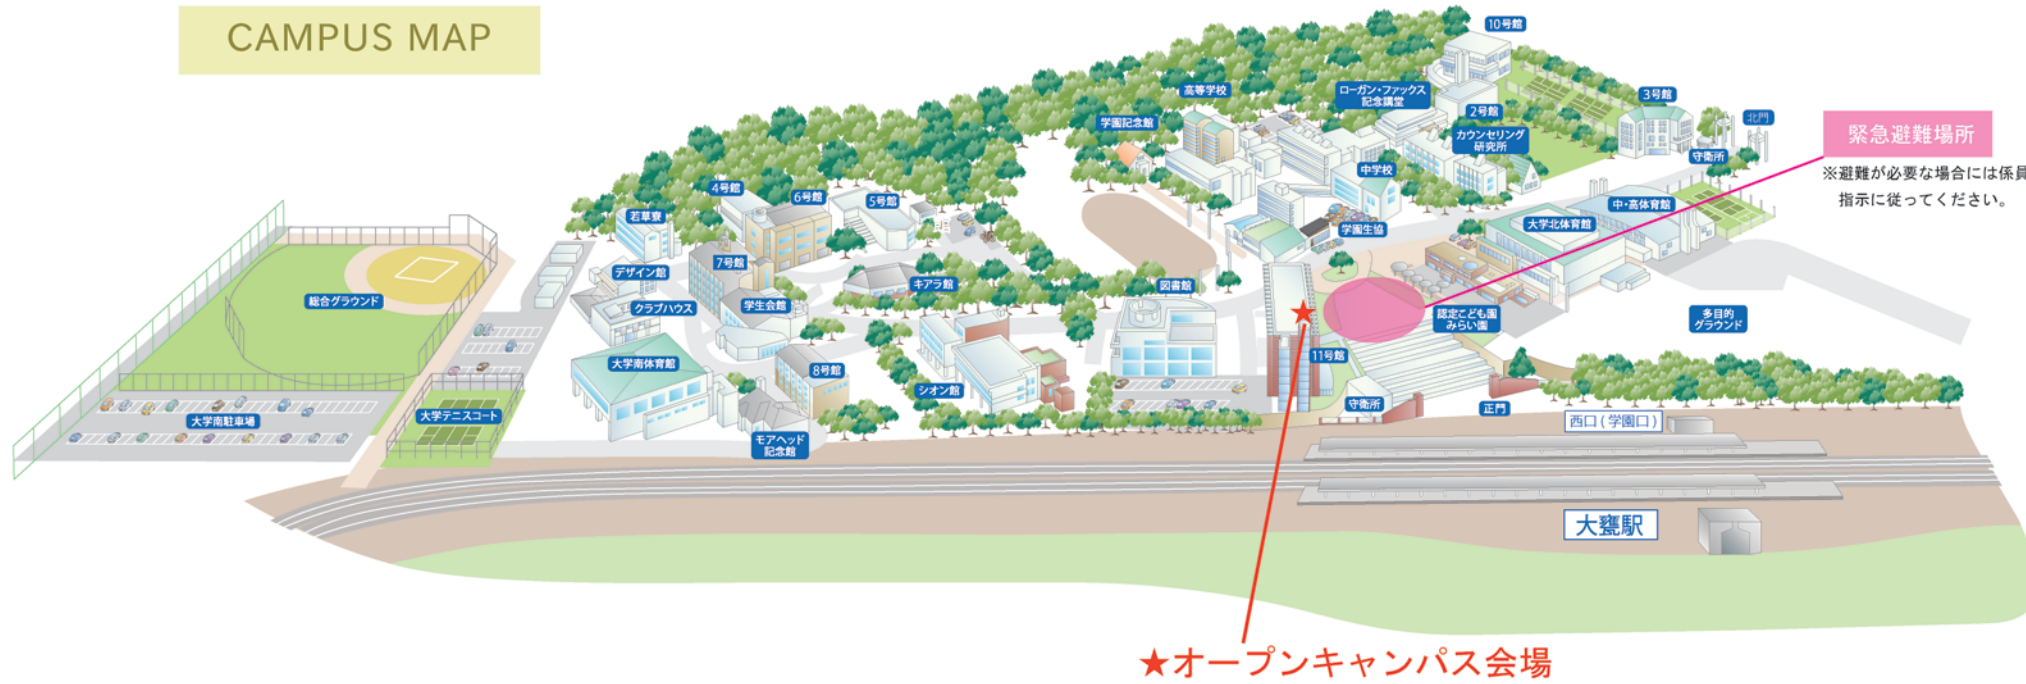 CAMPUS MAP
10号館
高等学校
ローガン・ファックス
記念講堂
3号館
2号館
北門
学園記念館
カウンセリング
研究所
緊急避難場所
守衛所
※避難が必要な場合には係員
指示に従ってください。
中学校
4号館
6号館
5号館
若草寮
中・高体育館
大学北体育館
学園生協
7号館
デザイン館
キアラ館
図書館
総合グラウンド
クラブハウス
学生会館
認定こども園
みらい園
多目的
グラウンド
★
11号館
大学南体育館
8号館
シオン館
守衛所
正門
大学テニスコート
大学南駐車場
西口(学園口)
モアヘッド
記念館
大甕駅
★オープンキャンパス会場